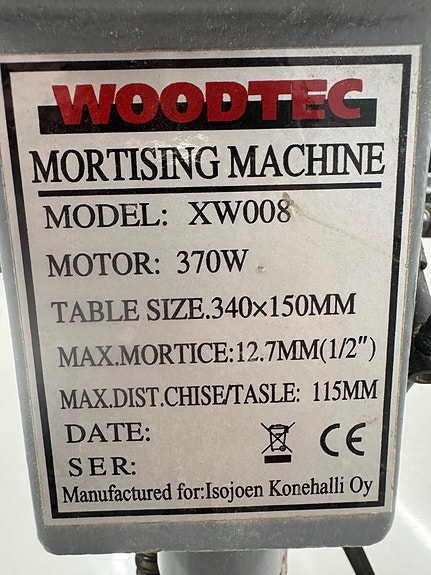 WOODTEC
MORTISING MACHINE
MODEL: XW008
MOTOR: 370W
TABLE SIZE.340×150MM
MAX.MORTICE:12.7MM(1/2")
MAX.DIST.CHISE/TASLE: 115MM
DATE:
SER:
CE
Manufactured for:Isojoen Konehalli Oy